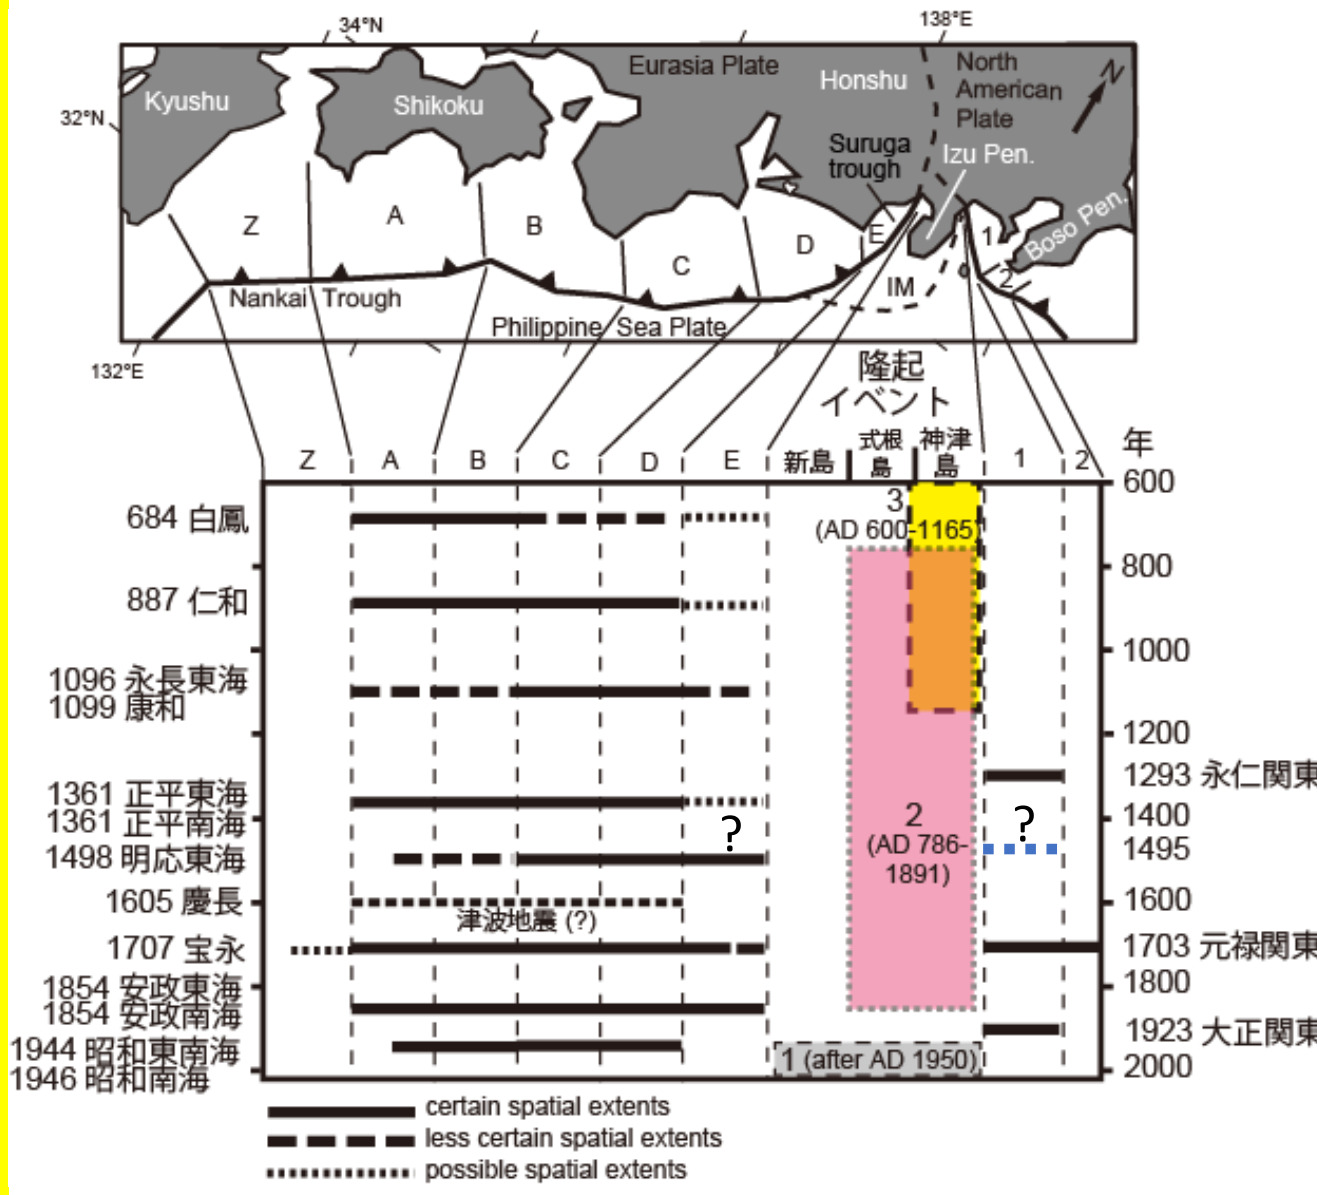 34°N
138°E
32°N
132°E
Kyushu
Shikoku
Eurasia Plate
Honshu
North
American
Plate
N
Suruga
trough
Izu Pen.
Boso Pen.
Z
A
B
C
D
E
IM
1
2
Nankai Trough
Philippine Sea Plate
隆起
イベント
Z
A
B
C
D
E
新島
式根
島
神津
島
1
2
年
600
800
1000
1200
1293 永仁関東
1400
1495
1600
1703 元禄関東
1800
1923 大正関東
2000
684 白鳳
887 仁和
1096 永長東海
1099 康和
1361 正平東海
1361 正平南海
1498 明応東海
1605 慶長
1707 宝永
1854 安政東海
1854 安政南海
1944 昭和東南海
1946 昭和南海
3
(AD 600-1165)
2
(AD 786-
1891)
1 (after AD 1950)
?
?
津波地震 (?)
certain spatial extents
less certain spatial extents
possible spatial extents